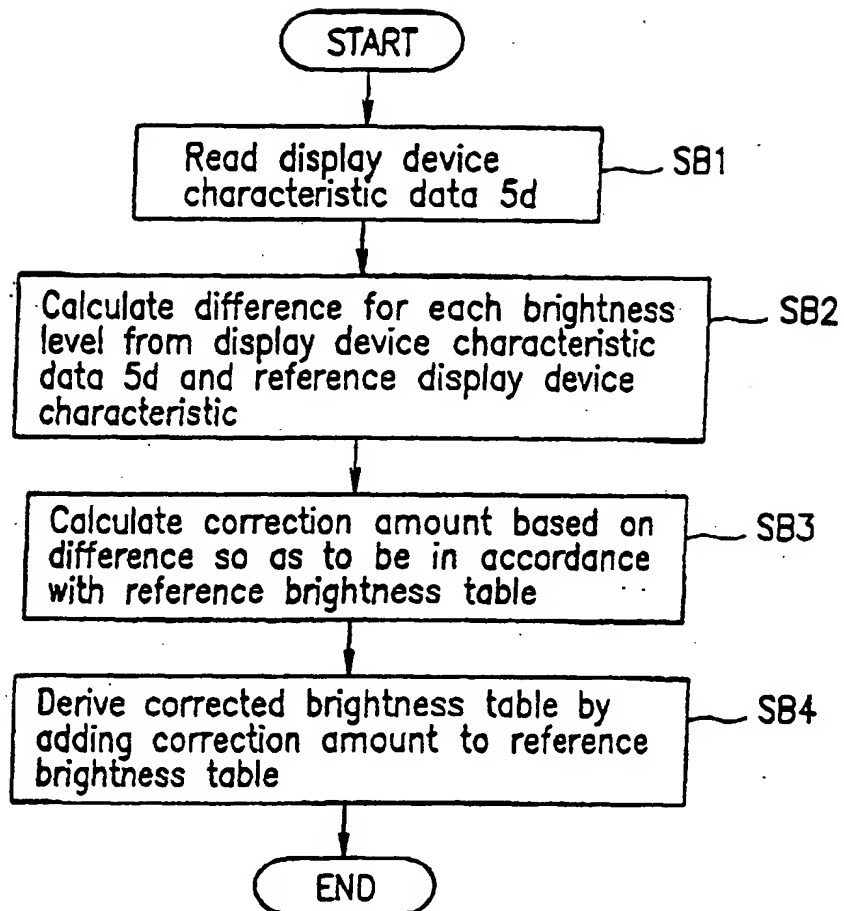 START
Read display device
characteristic data 5d
SB1
Calculate difference for each brightness
level from display device characteristic
data 5d and reference display device
characteristic
SB2
Calculate correction amount based on
difference so as to be in accordance
with reference brightness table
SB3
Derive corrected brightness table by
adding correction amount to reference
brightness table
SB4
END